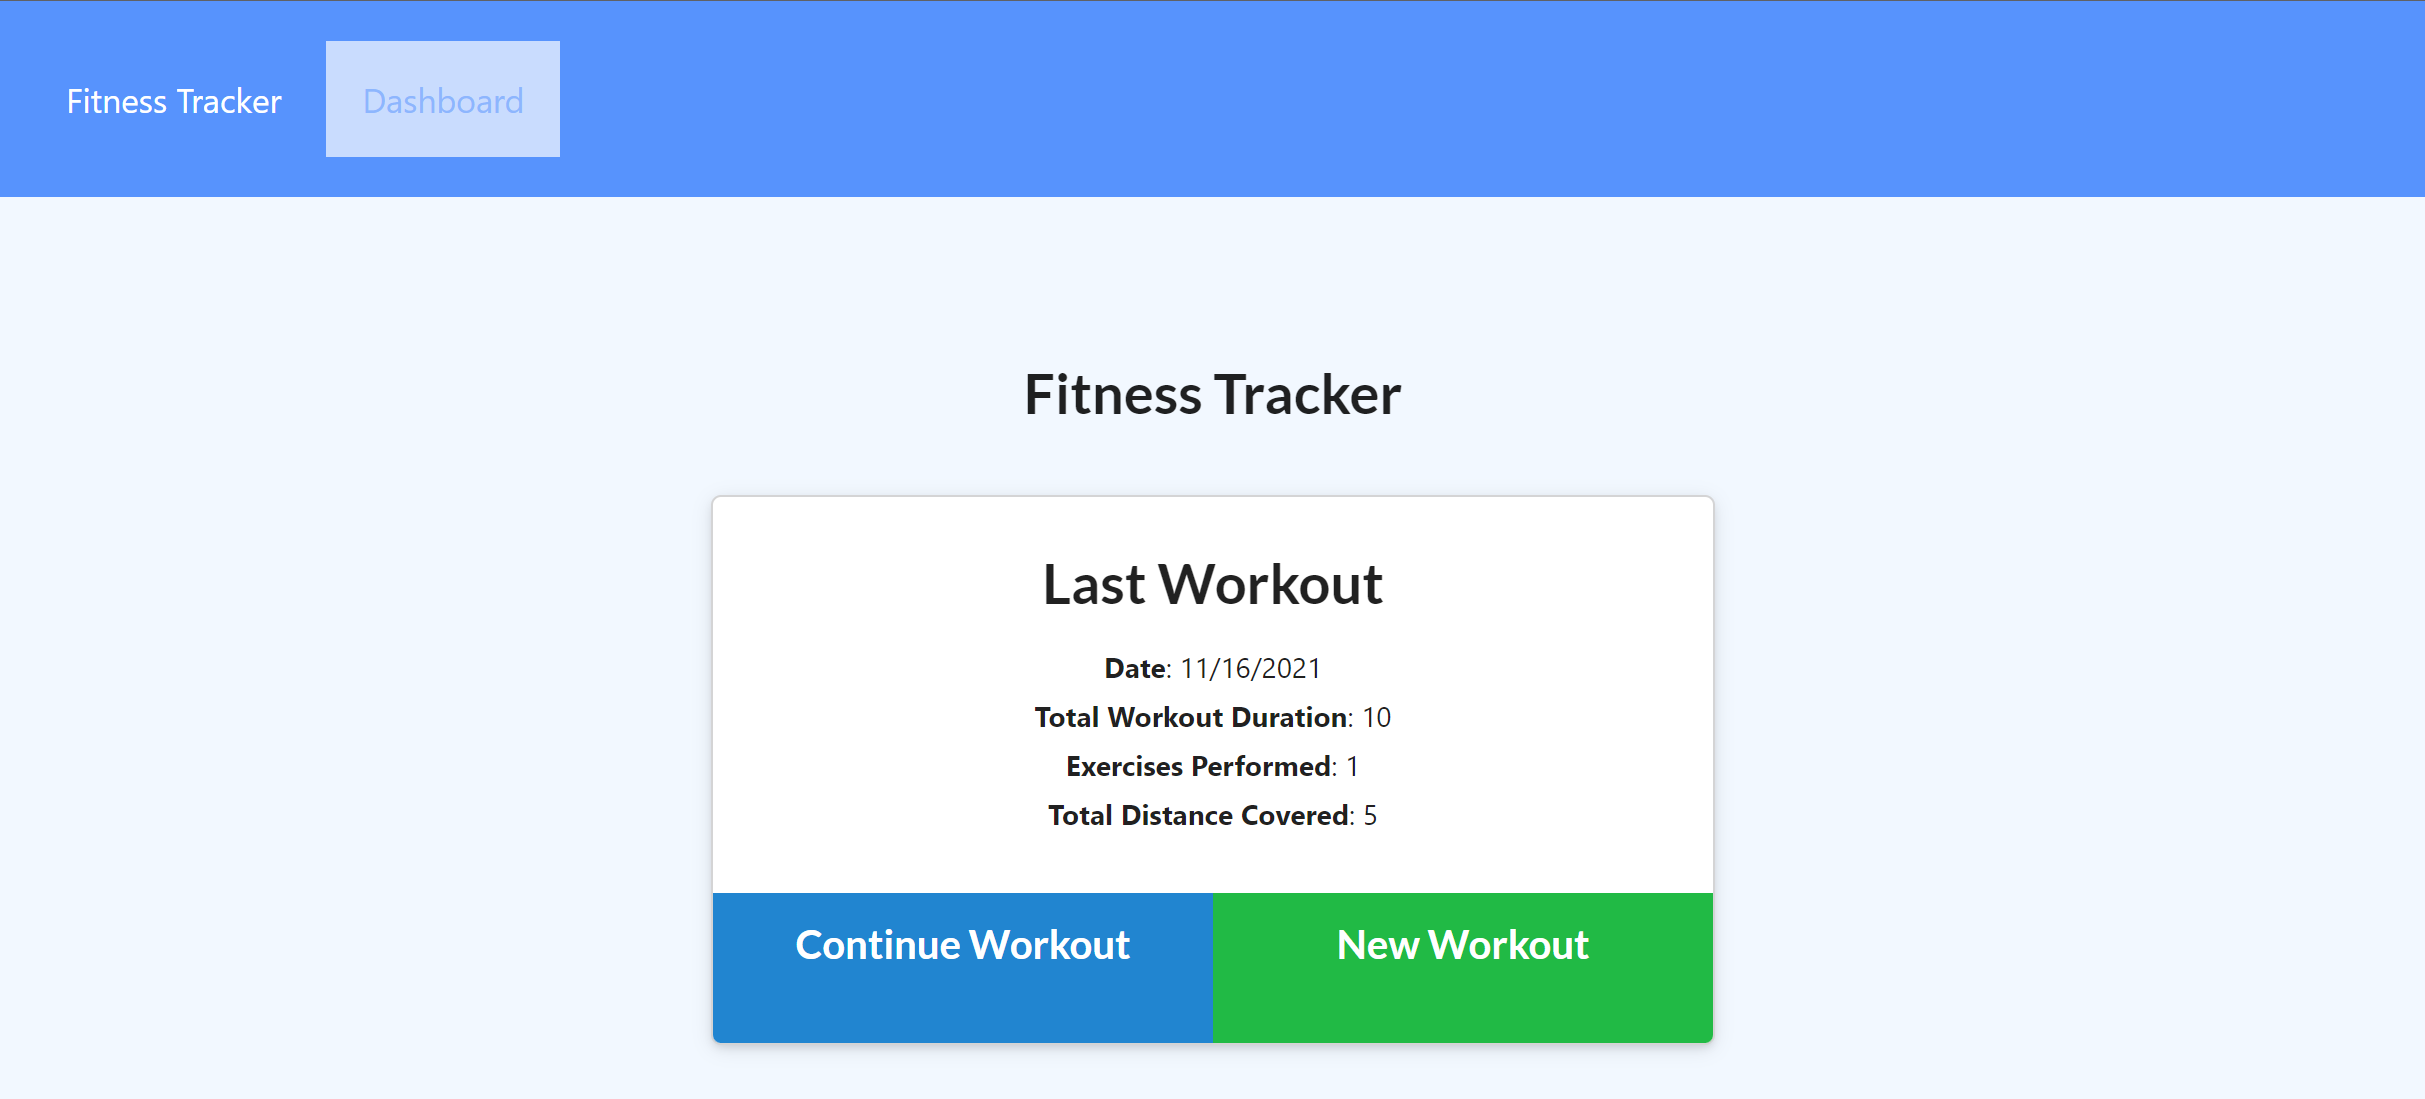 Fitness Tracker Dashboard
Fitness Tracker
Last Workout
Date: 11/16/2021
Total Workout Duration: 10
Exercises Performed: 1
Total Distance Covered: 5
Continue Workout New Workout